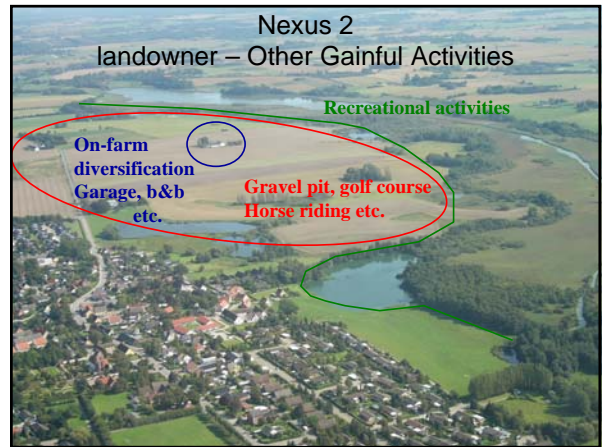 Nexus 2
landowner – Other Gainful Activities
Recreational activities
On-farm
diversification
Garage, b&b
etc.
Gravel pit, golf course
Horse riding etc.